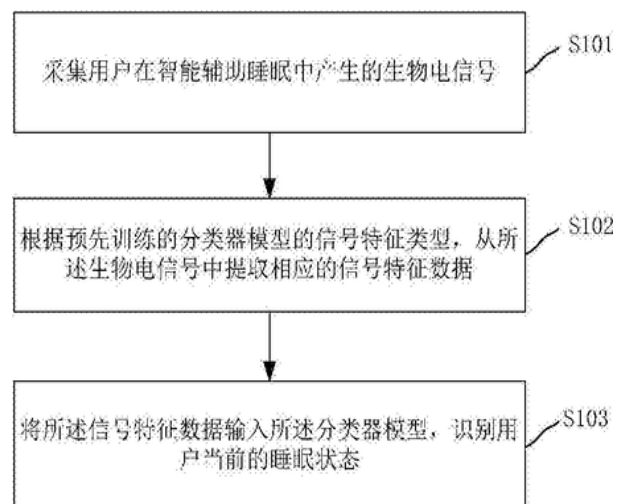 采集用户在智能辅助睡眠中产生的生物电信号
S101
根据预先训练的分类器模型的信号特征类型，从所
述生物电信号中提取相应的信号特征数据
S102
将所述信号特征数据输入所述分类器模型，识别用
户当前的睡眠状态
S103